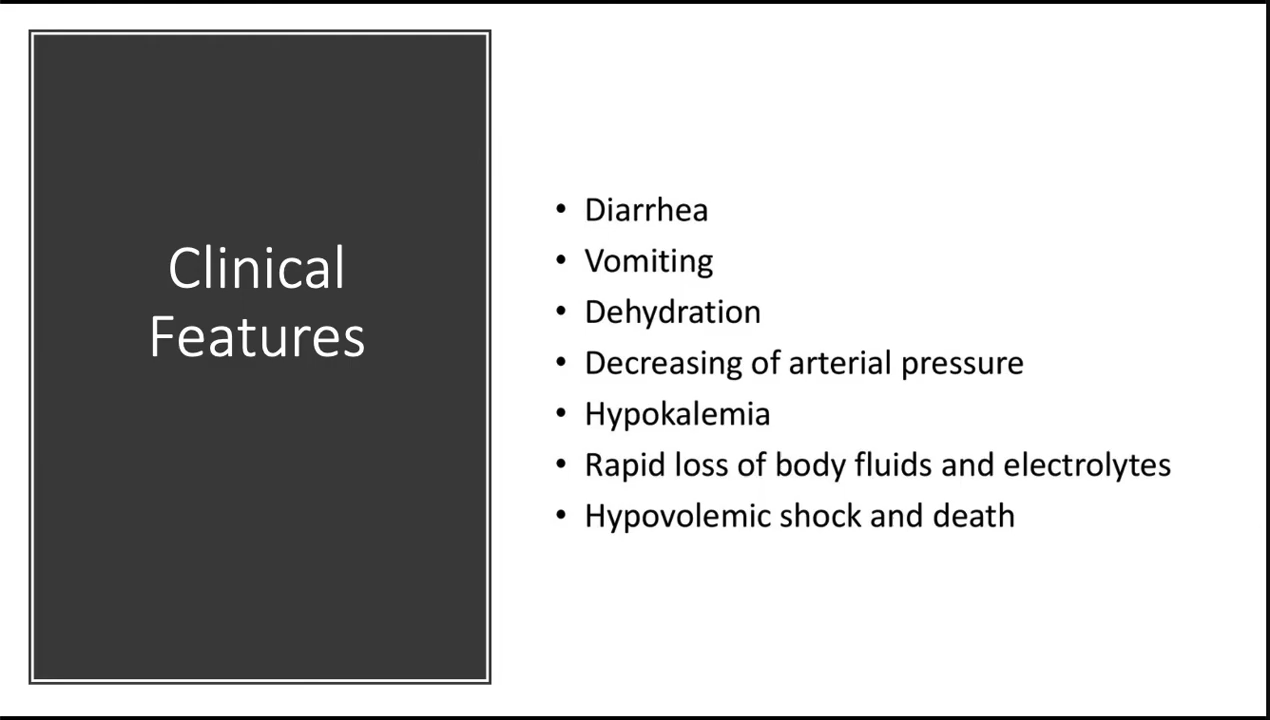 Clinical
Features
• Diarrhea
• Vomiting
• Dehydration
• Decreasing of arterial pressure
• Hypokalemia
• Rapid loss of body fluids and electrolytes
• Hypovolemic shock and death